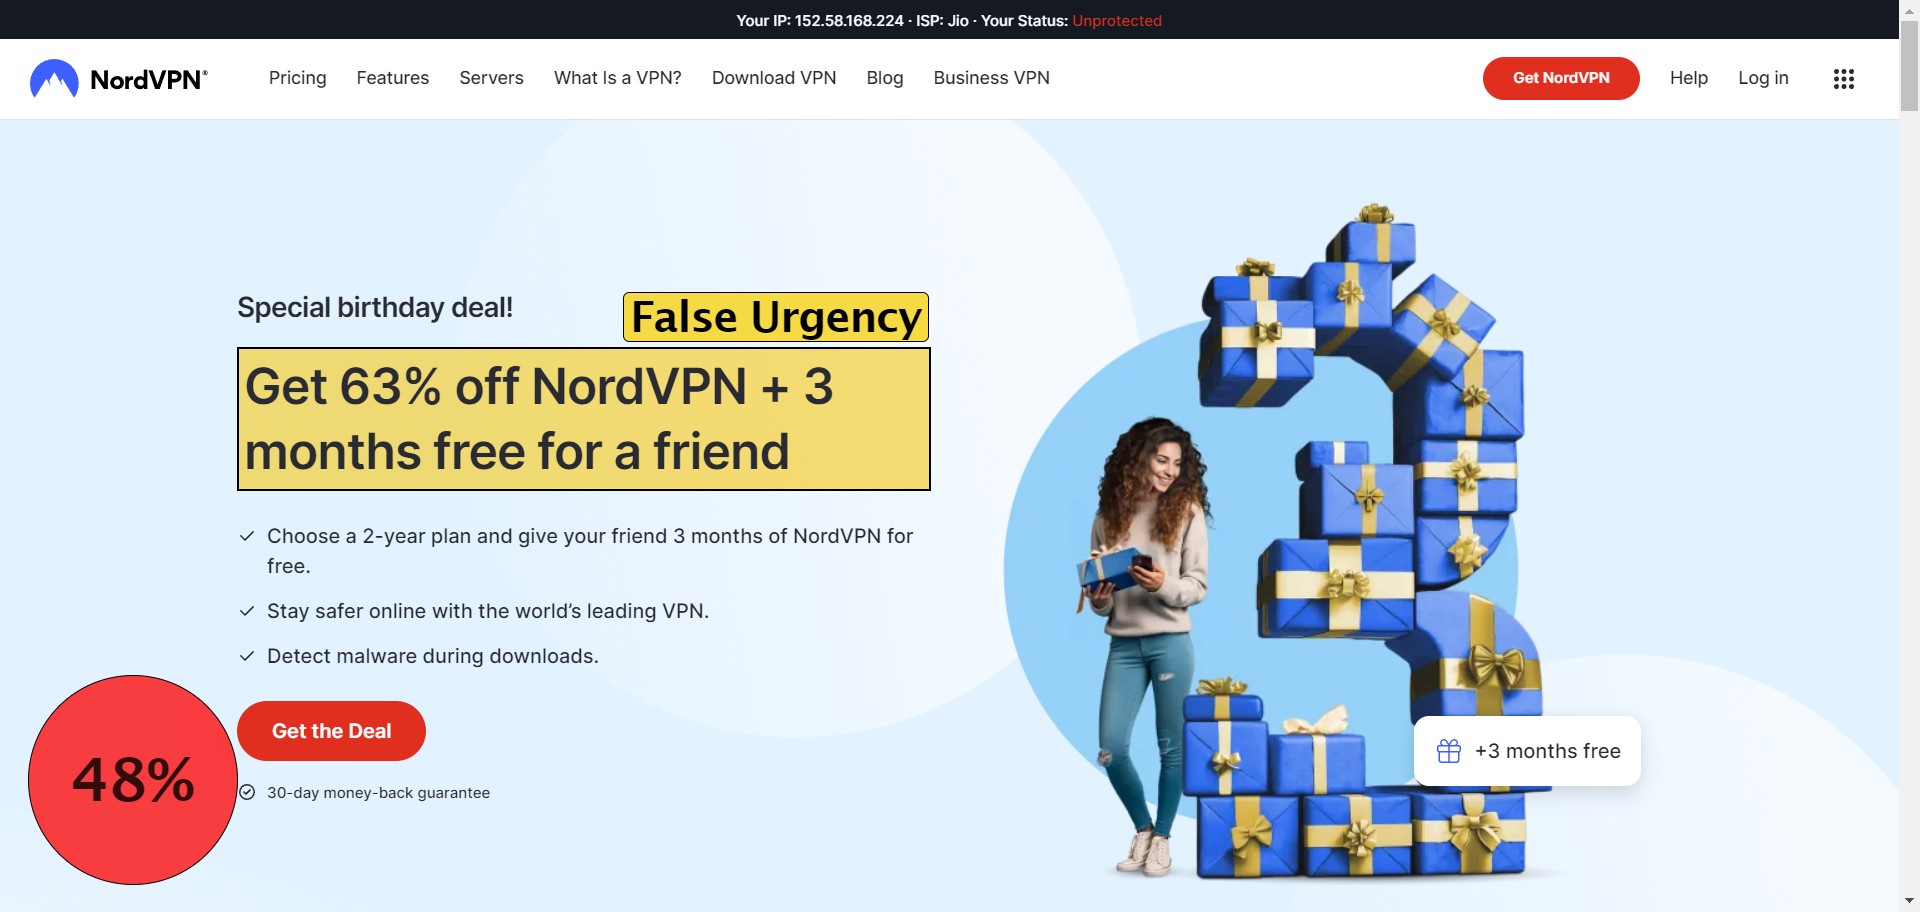 Your IP: 152.58.168.224 · ISP: Jio · Your Status: Unprotected
NordVPN®
Pricing
Features
Servers
What Is a VPN?
Download VPN
Blog
Business VPN
Get NordVPN
Help
Log in
Special birthday deal!
False Urgency
Get 63% off NordVPN + 3
months free for a friend
Choose a 2-year plan and give your friend 3 months of NordVPN for
free.
Stay safer online with the world’s leading VPN.
Detect malware during downloads.
Get the Deal
48%
30-day money-back guarantee
+3 months free